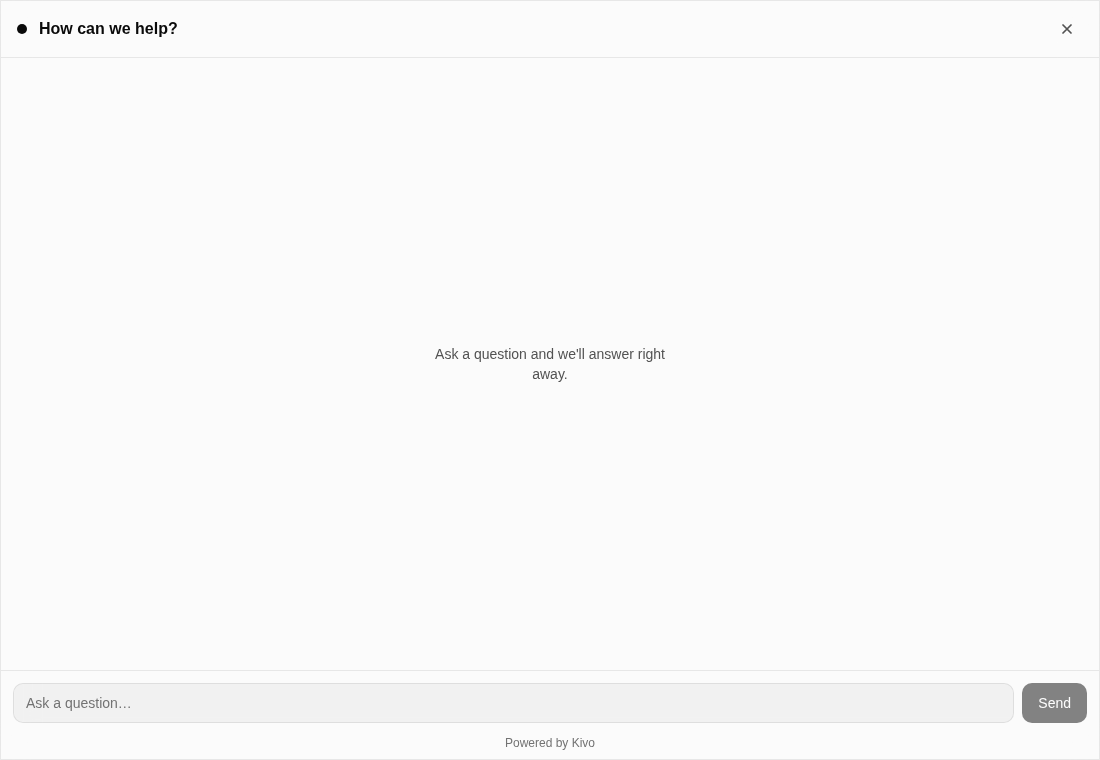 How can we help?
Ask a question and we'll answer right
away.
Ask a question…
Send
Powered by Kivo